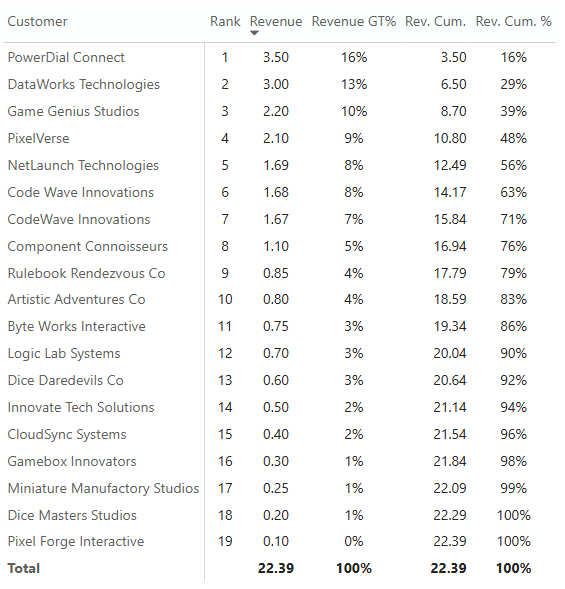 Customer Rank Revenue Revenue GT% Rev. Cum. Rev. Cum. %
PowerDial Connect 1 3.50 16% 3.50 16%
DataWorks Technologies 2 3.00 13% 6.50 29%
Game Genius Studios 3 2.20 10% 8.70 39%
PixelVerse 4 2.10 9% 10.80 48%
NetLaunch Technologies 5 1.69 8% 12.49 56%
Code Wave Innovations 6 1.68 8% 14.17 63%
CodeWave Innovations 7 1.67 7% 15.84 71%
Component Connoisseurs 8 1.10 5% 16.94 76%
Rulebook Rendezvous Co 9 0.85 4% 17.79 79%
Artistic Adventures Co 10 0.80 4% 18.59 83%
Byte Works Interactive 11 0.75 3% 19.34 86%
Logic Lab Systems 12 0.70 3% 20.04 90%
Dice Daredevils Co 13 0.60 3% 20.64 92%
Innovate Tech Solutions 14 0.50 2% 21.14 94%
CloudSync Systems 15 0.40 2% 21.54 96%
Gamebox Innovators 16 0.30 1% 21.84 98%
Miniature Manufactory Studios 17 0.25 1% 22.09 99%
Dice Masters Studios 18 0.20 1% 22.29 100%
Pixel Forge Interactive 19 0.10 0% 22.39 100%
Total 22.39 100% 22.39 100%